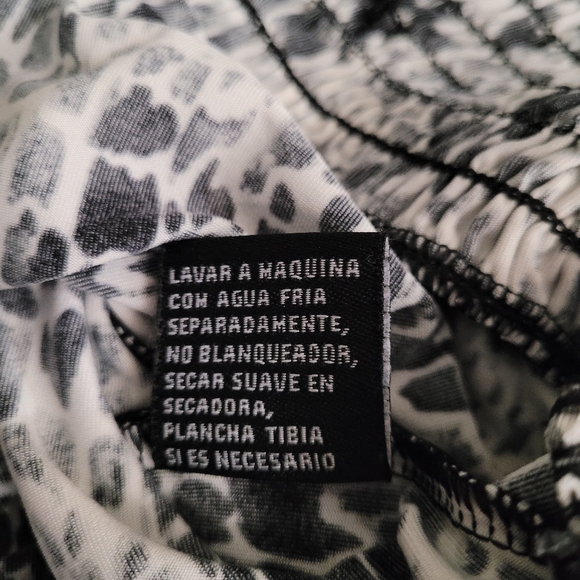 LAVAR A MAQUINA
CON AGUA FRIA
SEPARADAMENTE,
NO BLANQUEADOR,
SECAR SUAVE EN
SECADORA,
PLANCHA TIBIA
SI ES NECESARIO